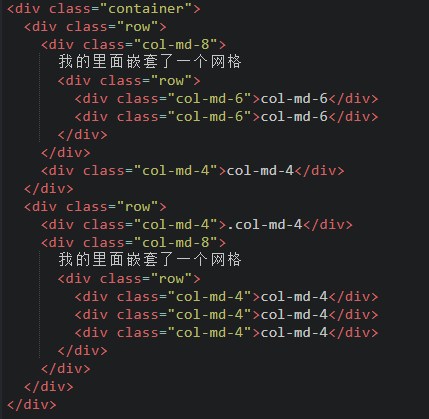 <div class="container">
<div class="row">
<div class="col-md-8">
我的里面嵌套了一个网格
<div class="row">
<div class="col-md-6">col-md-6</div>
<div class="col-md-6">col-md-6</div>
</div>
</div>
<div class="col-md-4">col-md-4</div>
</div>
<div class="row">
<div class="col-md-4">.col-md-4</div>
<div class="col-md-8">
我的里面嵌套了一个网格
<div class="row">
<div class="col-md-4">col-md-4</div>
<div class="col-md-4">col-md-4</div>
<div class="col-md-4">col-md-4</div>
</div>
</div>
</div>
</div>